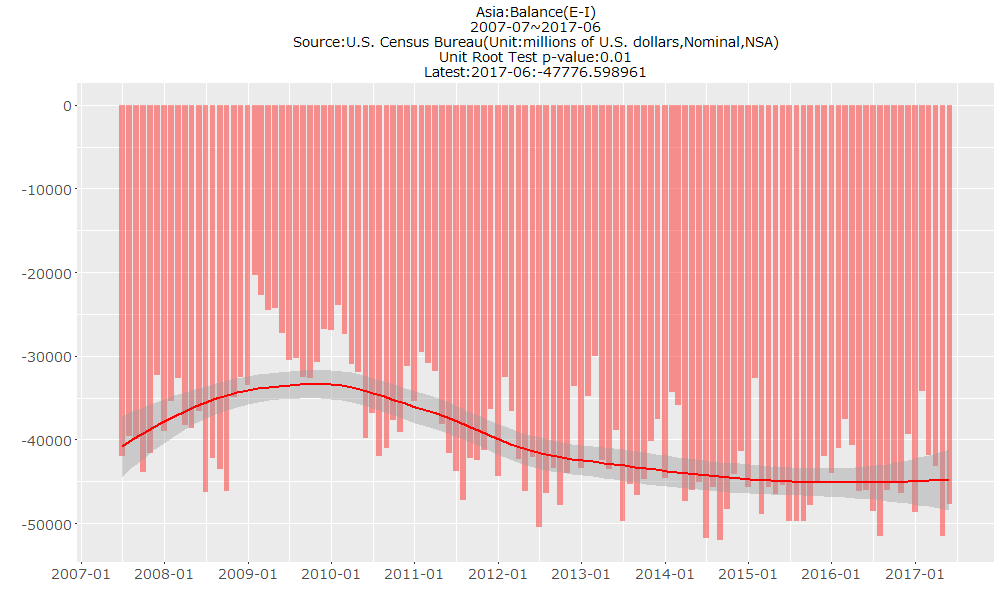 Asia:Balance(E-I)
2007-07~2017-06
Source:U.S. Census Bureau(Unit:millions of U.S. dollars,Nominal,NSA)
Unit Root Test p-value:0.01
Latest:2017-06:-47776.598961
0
-10000
-20000
-30000
-40000
-50000
2007-01 2008-01 2009-01 2010-01 2011-01 2012-01 2013-01 2014-01 2015-01 2016-01 2017-01